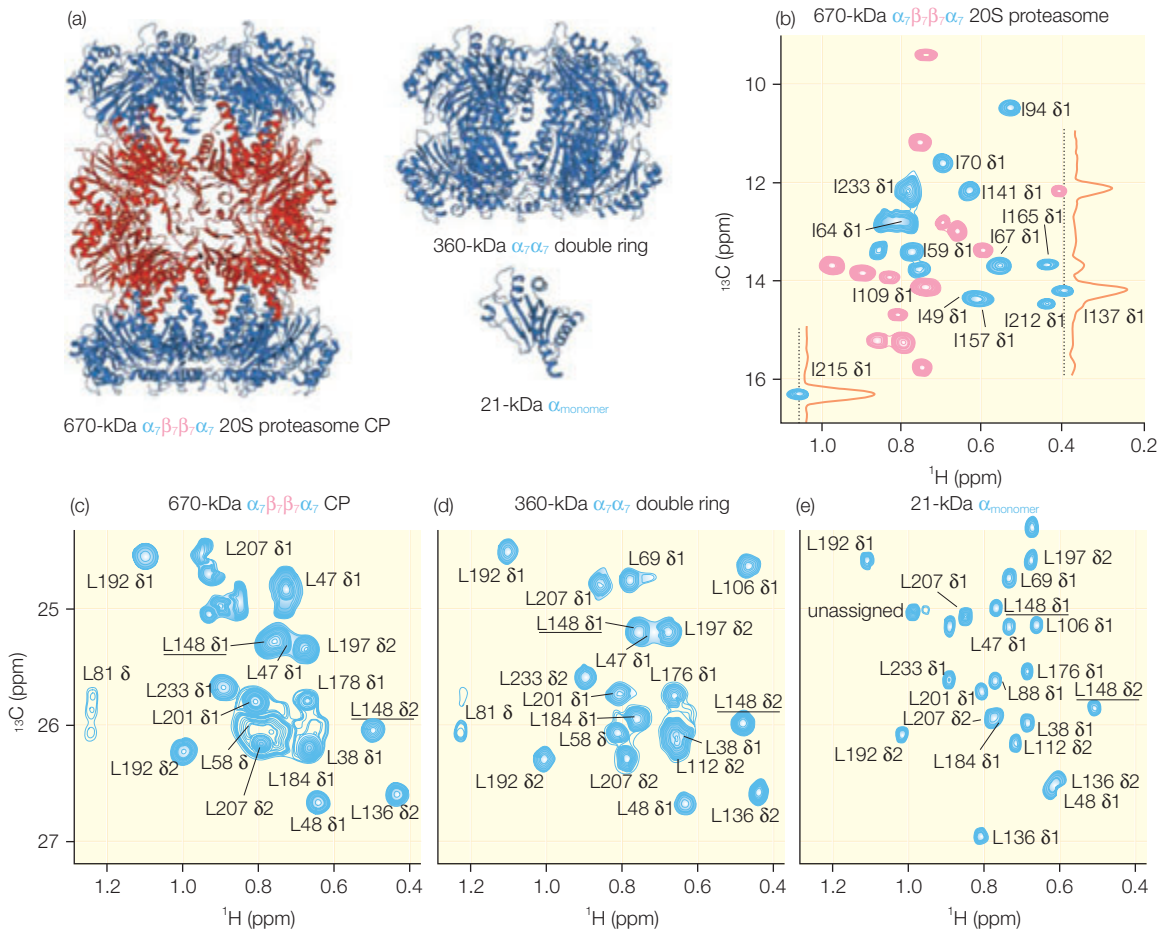 (a)
670-kDa α₇β₇β₇α₇ 20S proteasome CP
360-kDa α₇α₇ double ring
21-kDa α_monomer
(b) 670-kDa α₇β₇β₇α₇ 20S proteasome
10
12
14
16
¹³C (ppm)
I94 δ1
I70 δ1
I233 δ1
I141 δ1
I165 δ1
I64 δ1
I59 δ1
I67 δ1
I109 δ1
I49 δ1
I212 δ1
I137 δ1
I157 δ1
I215 δ1
1.0 0.8 0.6 0.4 0.2
¹H (ppm)
(c) 670-kDa α₇β₇β₇α₇ CP
25
26
27
¹³C (ppm)
L207 δ1
L192 δ1
L47 δ1
L148 δ1
L197 δ2
L47 δ1
L81 δ
L233 δ1
L178 δ1
L201 δ1
L148 δ2
L58 δ
L38 δ1
L192 δ2
L184 δ1
L207 δ2
L48 δ1
L136 δ2
1.2 1.0 0.8 0.6 0.4
¹H (ppm)
(d) 360-kDa α₇α₇ double ring
L69 δ1
L192 δ1
L207 δ1
L106 δ1
L148 δ1
L197 δ2
L47 δ1
L233 δ2
L176 δ1
L201 δ1
L148 δ2
L81 δ
L184 δ1
L58 δ
L38 δ1
L112 δ2
L192 δ2
L207 δ2
L48 δ1
L136 δ2
1.2 1.0 0.8 0.6 0.4
¹H (ppm)
(e) 21-kDa α_monomer
L192 δ1
L197 δ2
L207 δ1
L69 δ1
unassigned
L148 δ1
L106 δ1
L47 δ1
L233 δ1
L176 δ1
L88 δ1
L201 δ1
L148 δ2
L207 δ2
L38 δ1
L192 δ2
L112 δ2
L184 δ1
L136 δ2
L48 δ1
L136 δ1
1.2 1.0 0.8 0.6 0.4
¹H (ppm)